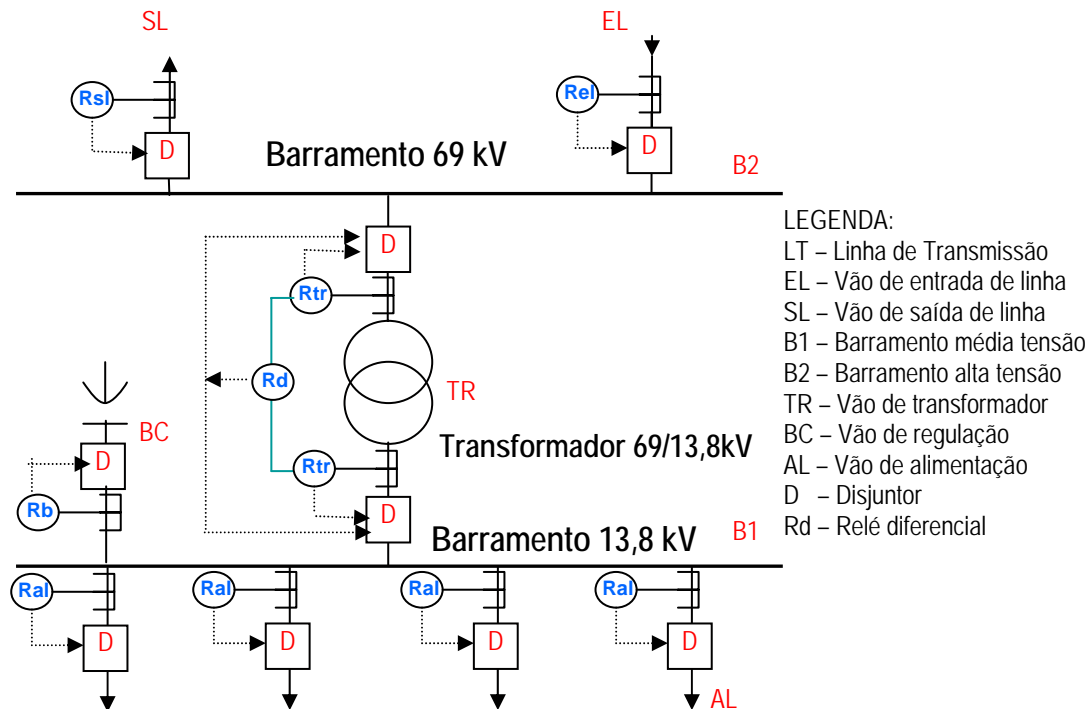 SL
EL
Rsl
Rel
D
D
Barramento 69 kV
B2
D
Rtr
Rd
TR
BC
D
Rb
Transformador 69/13,8kV
Rtr
D
Barramento 13,8 kV
B1
Ral
Ral
Ral
Ral
D
D
D
D
AL
LEGENDA:
LT – Linha de Transmissão
EL – Vão de entrada de linha
SL – Vão de saída de linha
B1 – Barramento média tensão
B2 – Barramento alta tensão
TR – Vão de transformador
BC – Vão de regulação
AL – Vão de alimentação
D – Disjuntor
Rd – Relé diferencial